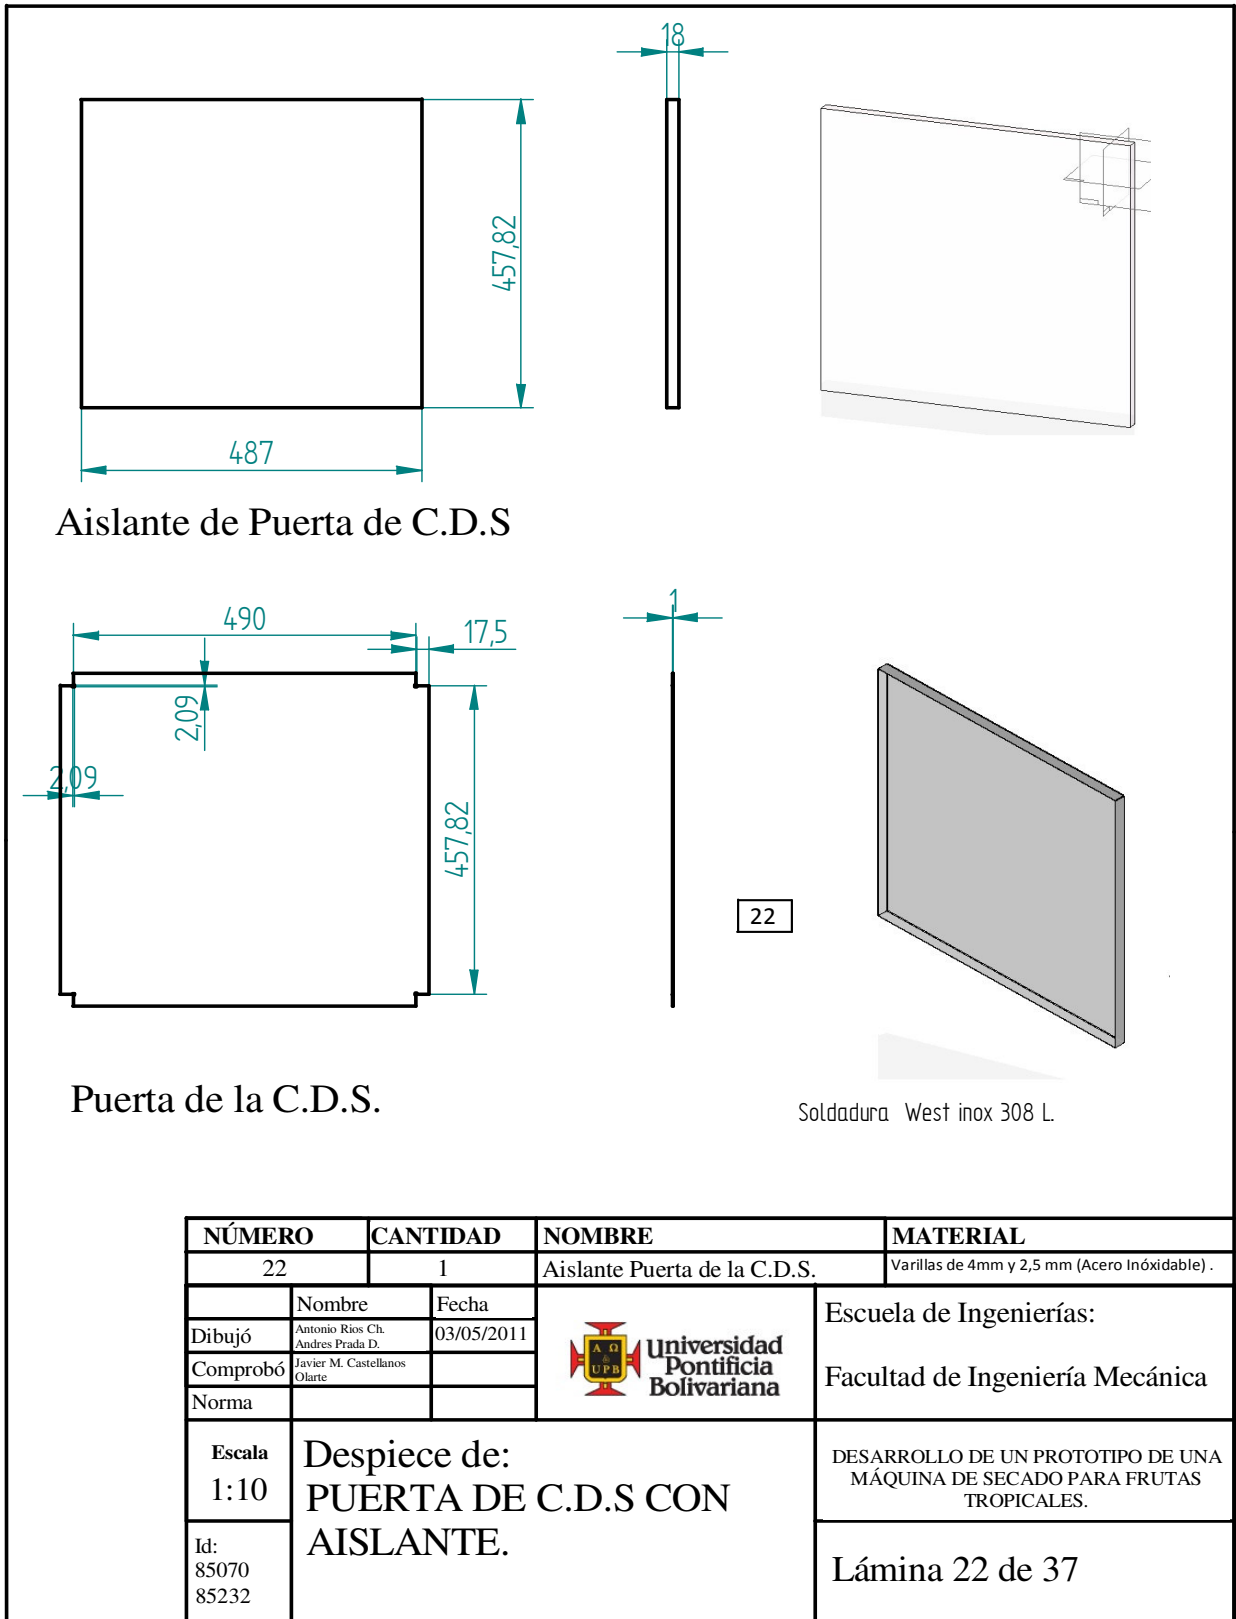 18
457,82
487
Aislante de Puerta de C.D.S
490
17,5
1
2,09
2,09
457,82
22
Puerta de la C.D.S.
Soldadura West inox 308 L.
NÚMERO CANTIDAD NOMBRE MATERIAL
22 1 Aislante Puerta de la C.D.S. Varillas de 4mm y 2,5 mm (Acero Inóxidable) .
Nombre Fecha
Dibujó Antonio Rios Ch. 03/05/2011
Andres Prada D.
Comprobó Javier M. Castellanos
Olarte
Norma
Α Ω
&
UPB
Universidad
Pontificia
Bolivariana
Escuela de Ingenierías:
Facultad de Ingeniería Mecánica
Escala
1:10
Despiece de:
PUERTA DE C.D.S CON
AISLANTE.
DESARROLLO DE UN PROTOTIPO DE UNA
MÁQUINA DE SECADO PARA FRUTAS
TROPICALES.
Id:
85070
85232
Lámina 22 de 37